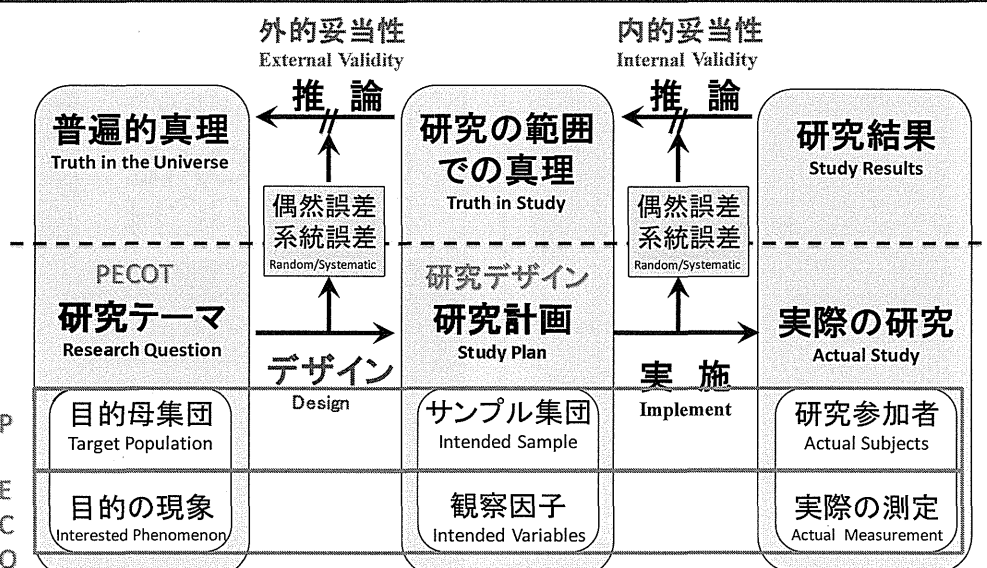 外的妥当性
External Validity
推 論
内的妥当性
Internal Validity
推 論
普遍的真理
Truth in the Universe
研究の範囲
での真理
Truth in Study
研究結果
Study Results
偶然誤差
系統誤差
Random/Systematic
偶然誤差
系統誤差
Random/Systematic
PECOT
研究テーマ
Research Question
デザイン
Design
研究デザイン
研究計画
Study Plan
実 施
Implement
実際の研究
Actual Study
P
目的母集団
Target Population
サンプル集団
Intended Sample
研究参加者
Actual Subjects
E
C
O
目的の現象
Interested Phenomenon
観察因子
Intended Variables
実際の測定
Actual Measurement